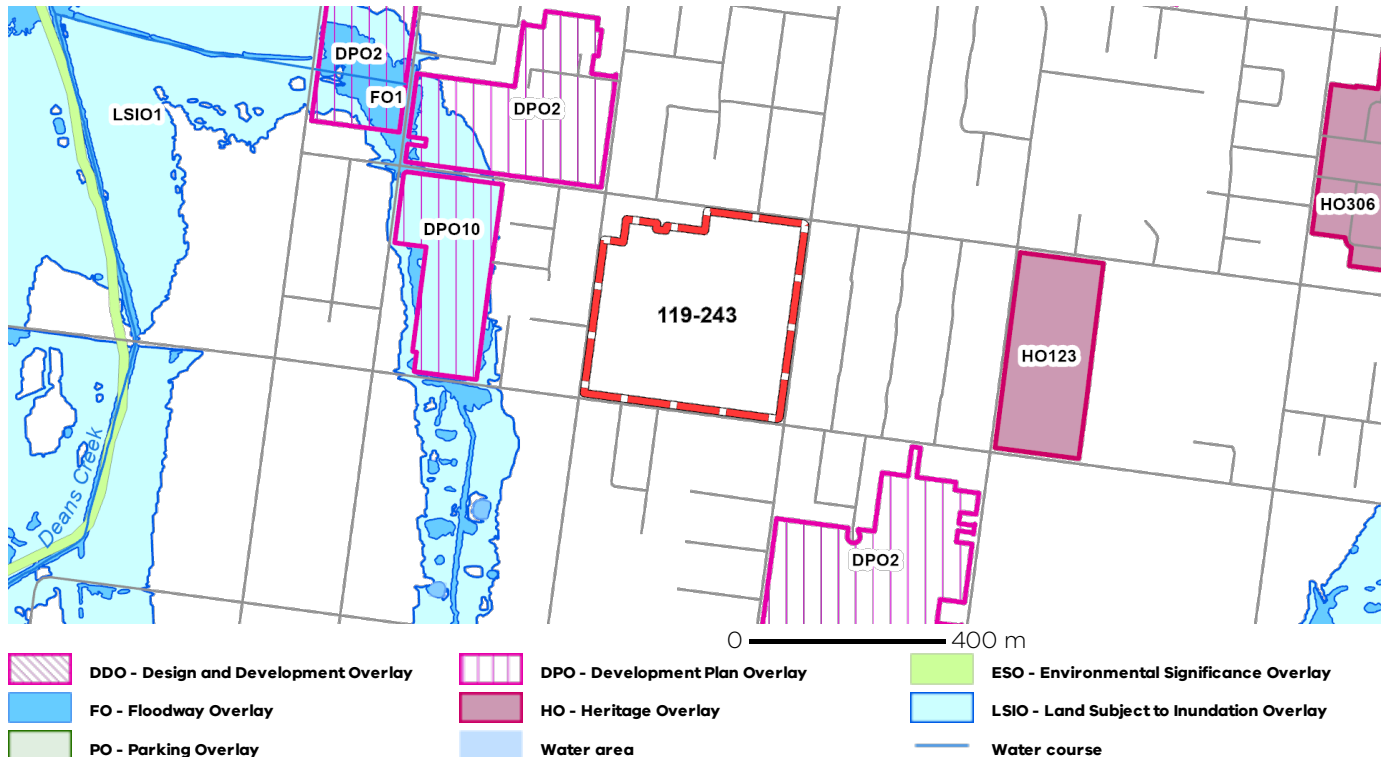 DPO2
FO1
DPO2
LSIO1
HO306
DPO10
119-243
HO123
Deans Creek
DPO2
0 400 m
DDO - Design and Development Overlay
DPO - Development Plan Overlay
ESO - Environmental Significance Overlay
FO - Floodway Overlay
HO - Heritage Overlay
LSIO - Land Subject to Inundation Overlay
PO - Parking Overlay
Water area
Water course